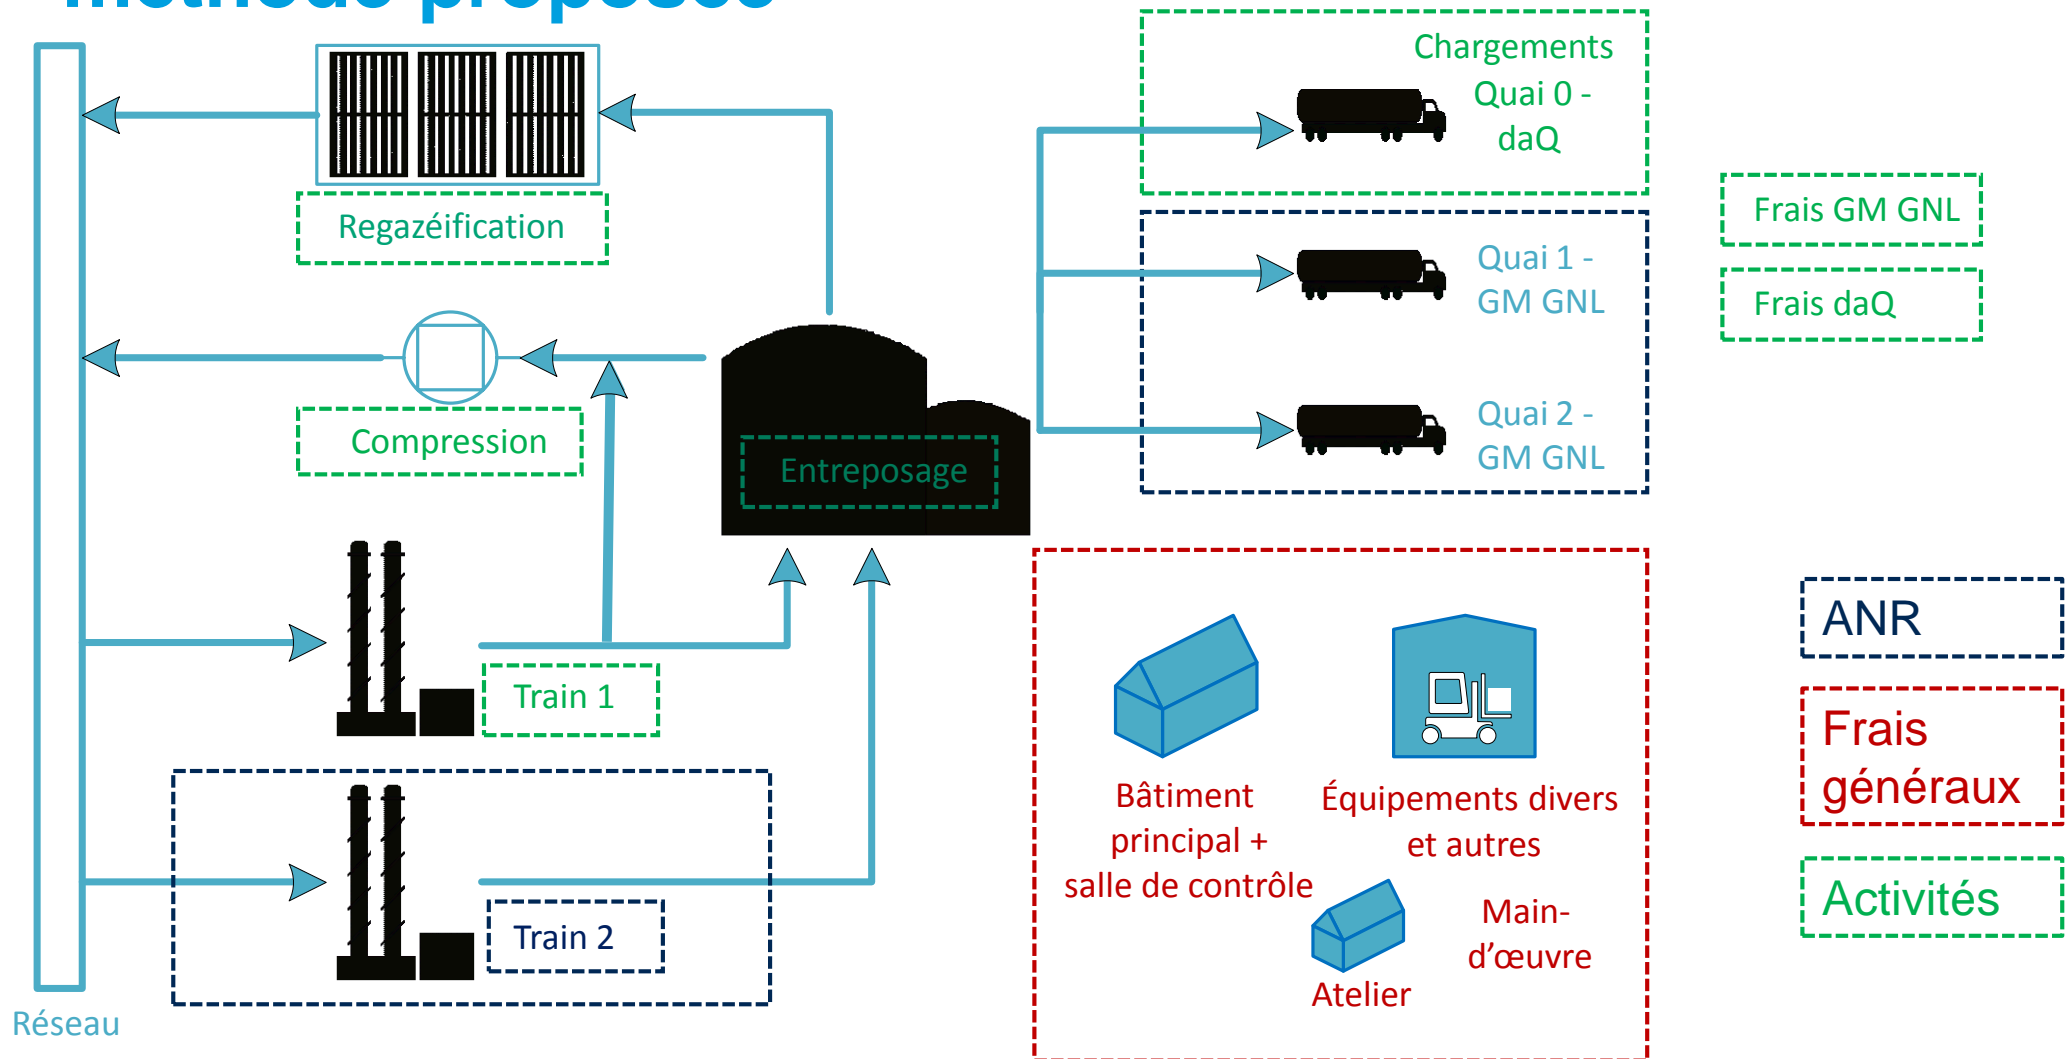 méthode proposée
Chargements
Quai 0 -
daQ
Regazéification
Frais GM GNL
Quai 1 -
GM GNL
Frais daQ
Compression
Quai 2 -
GM GNL
Entreposage
ANR
Train 1
Frais
généraux
Bâtiment
principal +
salle de contrôle
Équipements divers
et autres
Activités
Train 2
Main-
d'œuvre
Atelier
Réseau